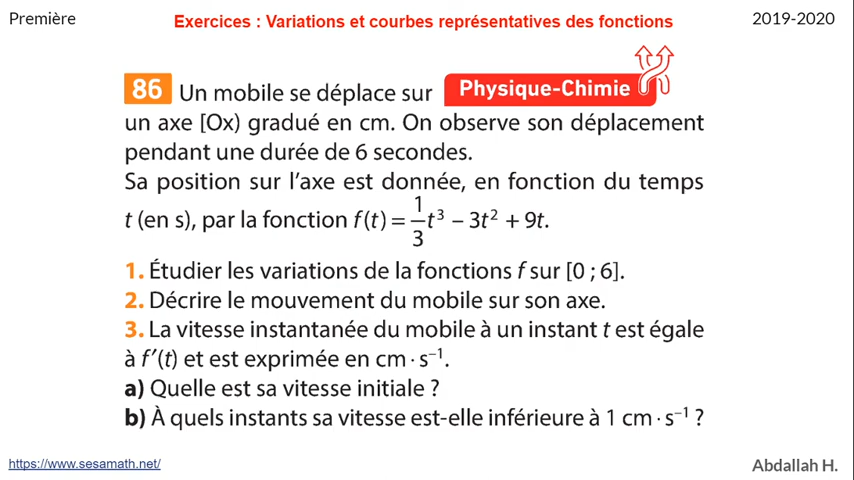 Première
Exercices : Variations et courbes représentatives des fonctions
2019-2020
86 Un mobile se déplace sur
Physique-Chimie
un axe [Ox) gradué en cm. On observe son déplacement
pendant une durée de 6 secondes.
Sa position sur l'axe est donnée, en fonction du temps
t (en s), par la fonction f(t) = 1/3 t³ – 3t² + 9t.
1. Étudier les variations de la fonctions f sur [0 ; 6].
2. Décrire le mouvement du mobile sur son axe.
3. La vitesse instantanée du mobile à un instant t est égale
à f′(t) et est exprimée en cm · s⁻¹.
a) Quelle est sa vitesse initiale ?
b) À quels instants sa vitesse est-elle inférieure à 1 cm · s⁻¹ ?
https://www.sesamath.net/
Abdallah H.